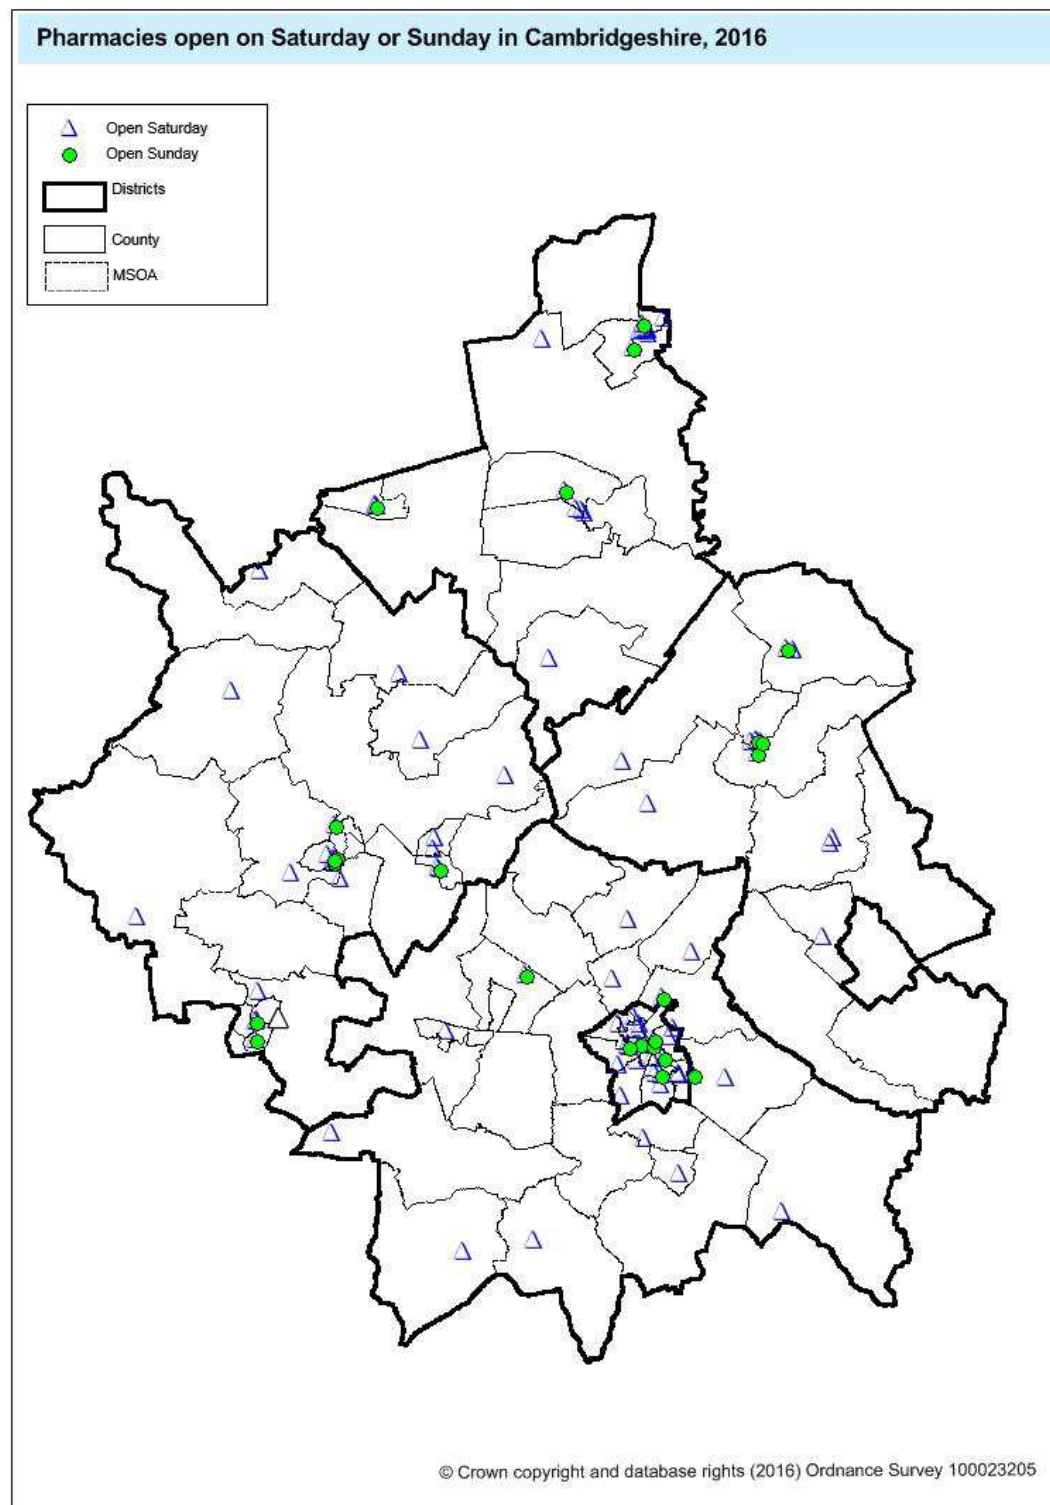 Pharmacies open on Saturday or Sunday in Cambridgeshire, 2016
Open Saturday
Open Sunday
Districts
County
MSOA
© Crown copyright and database rights (2016) Ordnance Survey 100023205